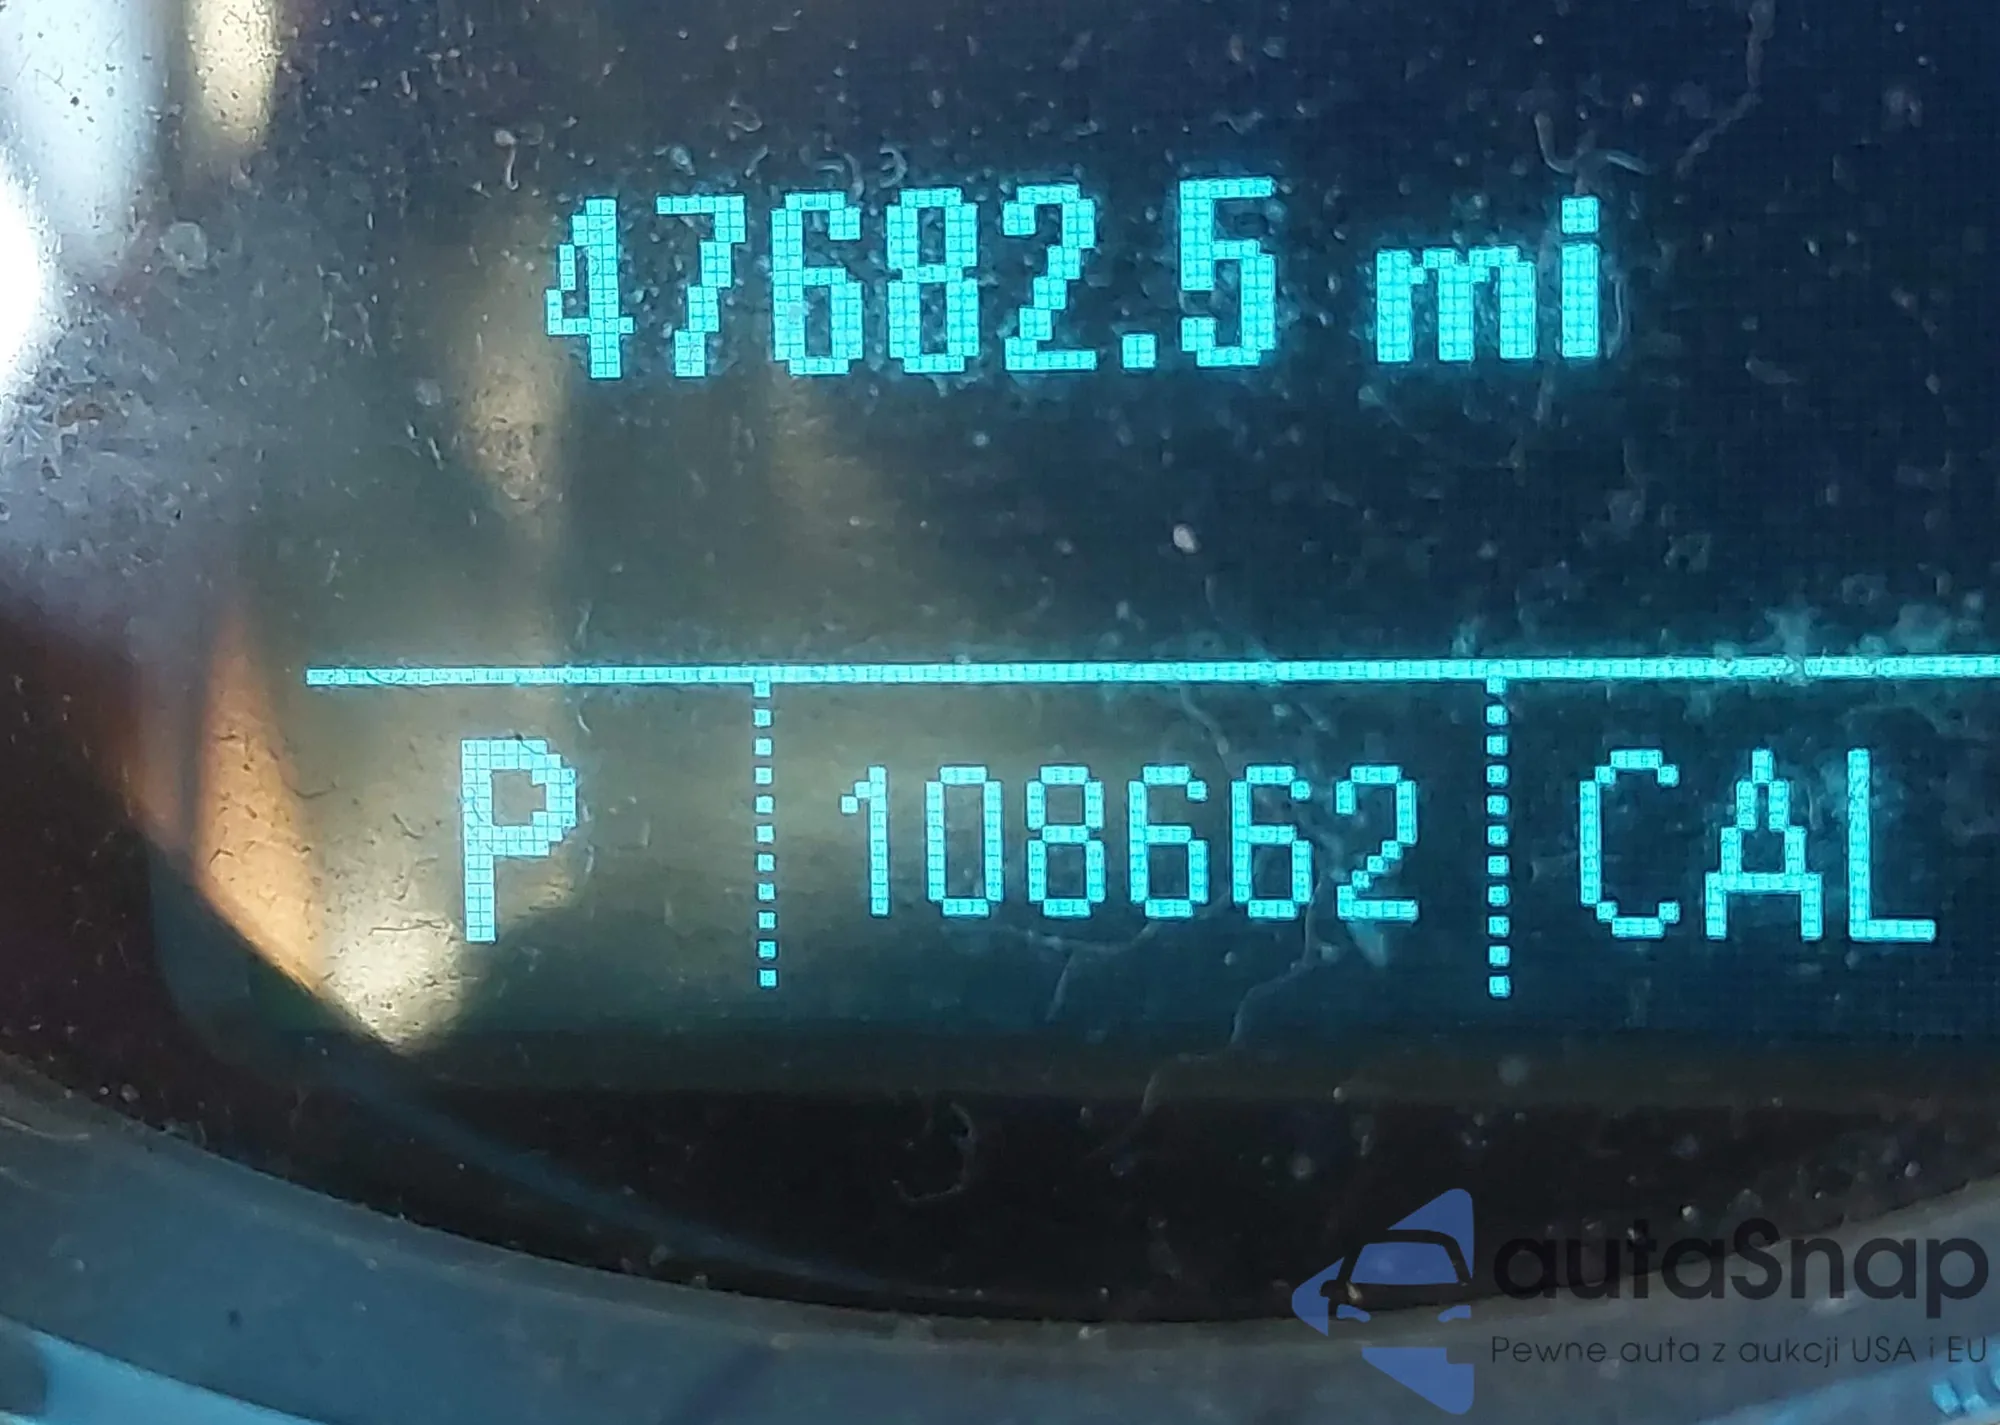 47682.5 mi
P 108662 CAL
autaSnap
Pewne auta z aukcji USA i EU